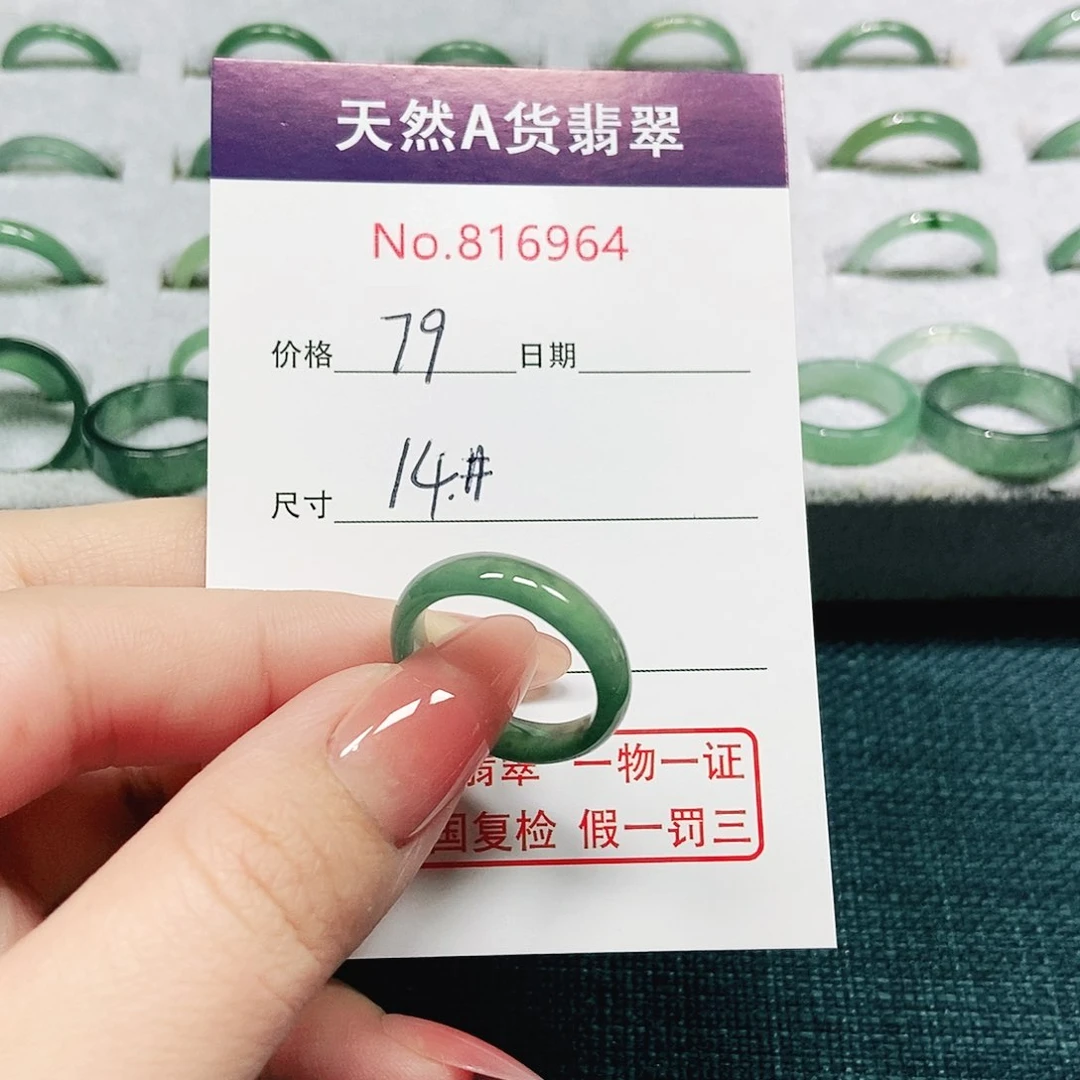 天然A货翡翠
No.816964
价格 79 日期
尺寸 14.#
翡翠 一物一证
国复检 假一罚三